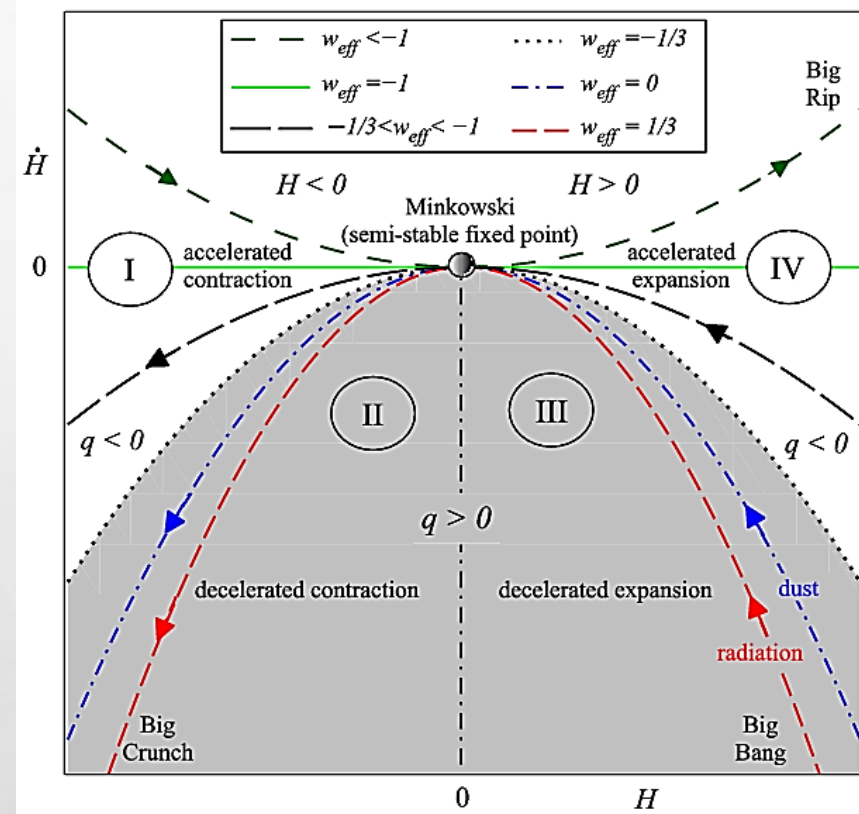 w_eff <−1
w_eff =−1/3
w_eff =−1
w_eff = 0
−1/3<w_eff< −1
w_eff = 1/3
Big
Rip
Ḣ
H < 0
H > 0
Minkowski
(semi-stable fixed point)
0
I
accelerated
contraction
accelerated
expansion
IV
II
III
q < 0
q < 0
q > 0
decelerated contraction
decelerated expansion
dust
radiation
Big
Crunch
Big
Bang
0
H